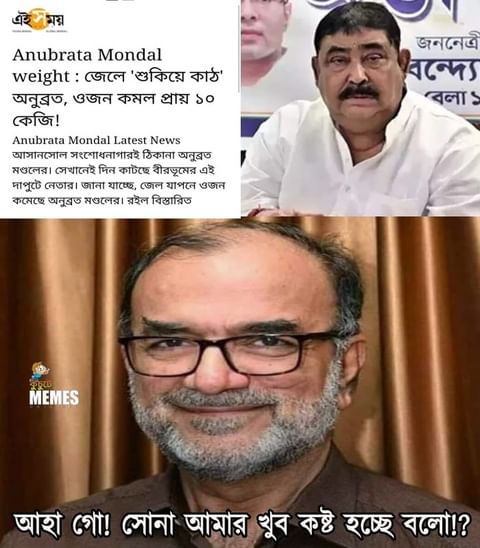 এই সময়
Anubrata Mondal
weight : জেলে 'শুকিয়ে কাঠ'
অনুব্রত, ওজন কমল প্রায় ১০
কেজি!
Anubrata Mondal Latest News
আসানসোল সংশোধনাগারই ঠিকানা অনুব্রত
মণ্ডলের। সেখানেই দিন কাটছে বীরভূমের এই
দাপুটে নেতার। জানা যাচ্ছে, জেল যাপনে ওজন
কমেছে অনুব্রত মণ্ডলের। রইল বিস্তারিত
জননেত্রী
বন্দ্যো
বেলা ১
কুচুটে
MEMES
আহা গো! সোনা আমার খুব কষ্ট হচ্ছে বলো!?